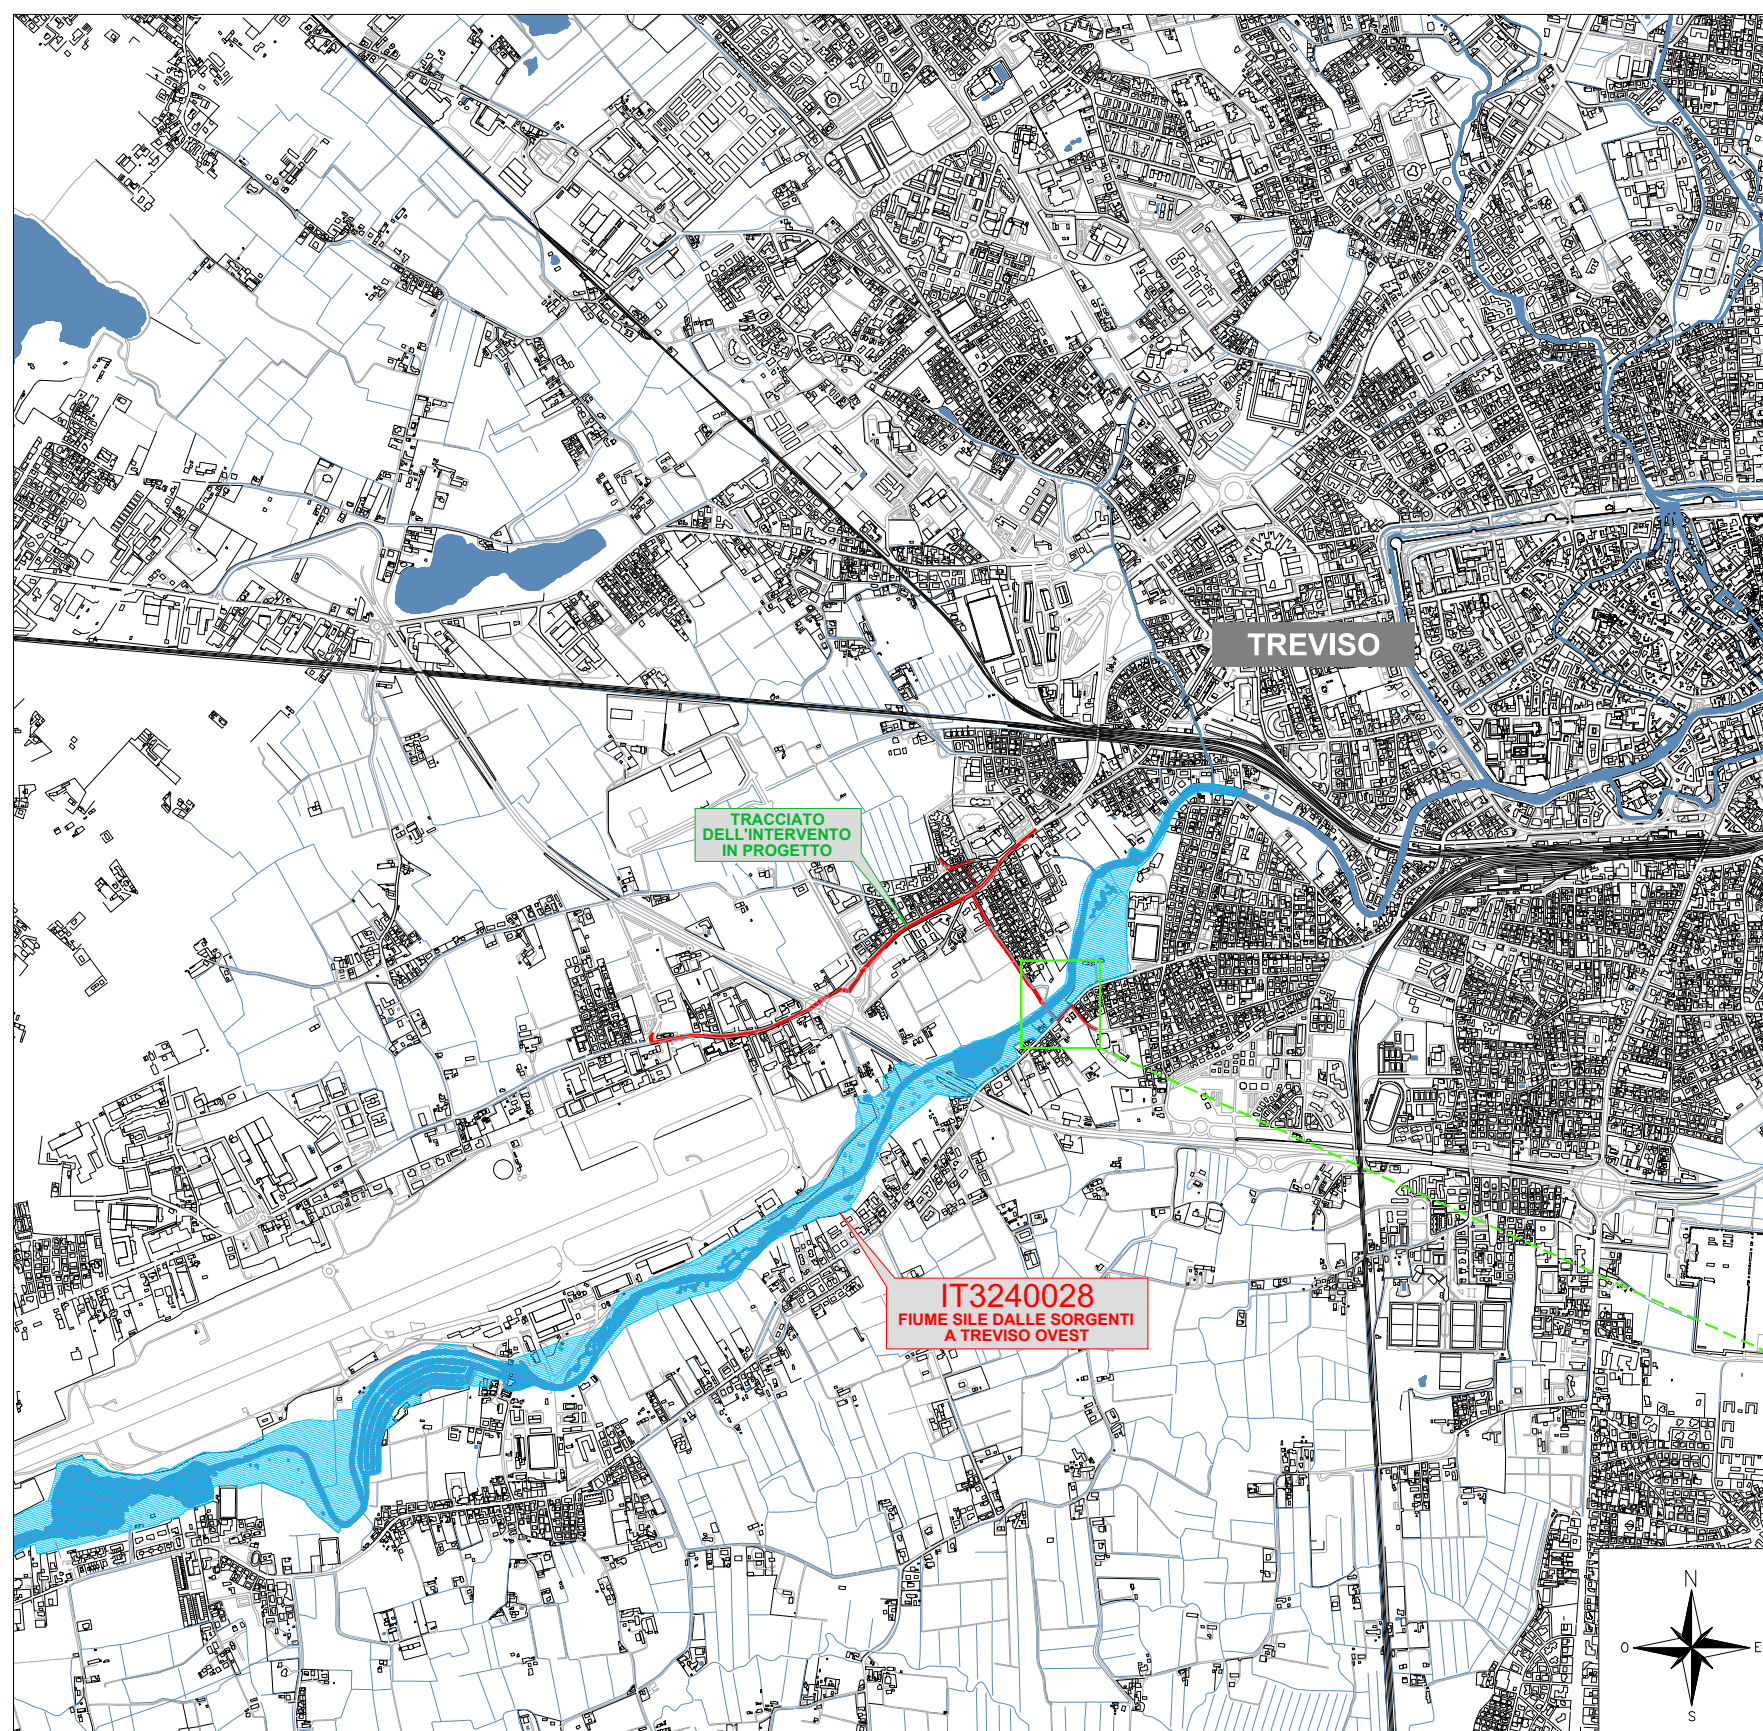 TREVISO
TRACCIATO
DELL'INTERVENTO
IN PROGETTO
IT3240028
FIUME SILE DALLE SORGENTI
A TREVISO OVEST
N
O
E
S